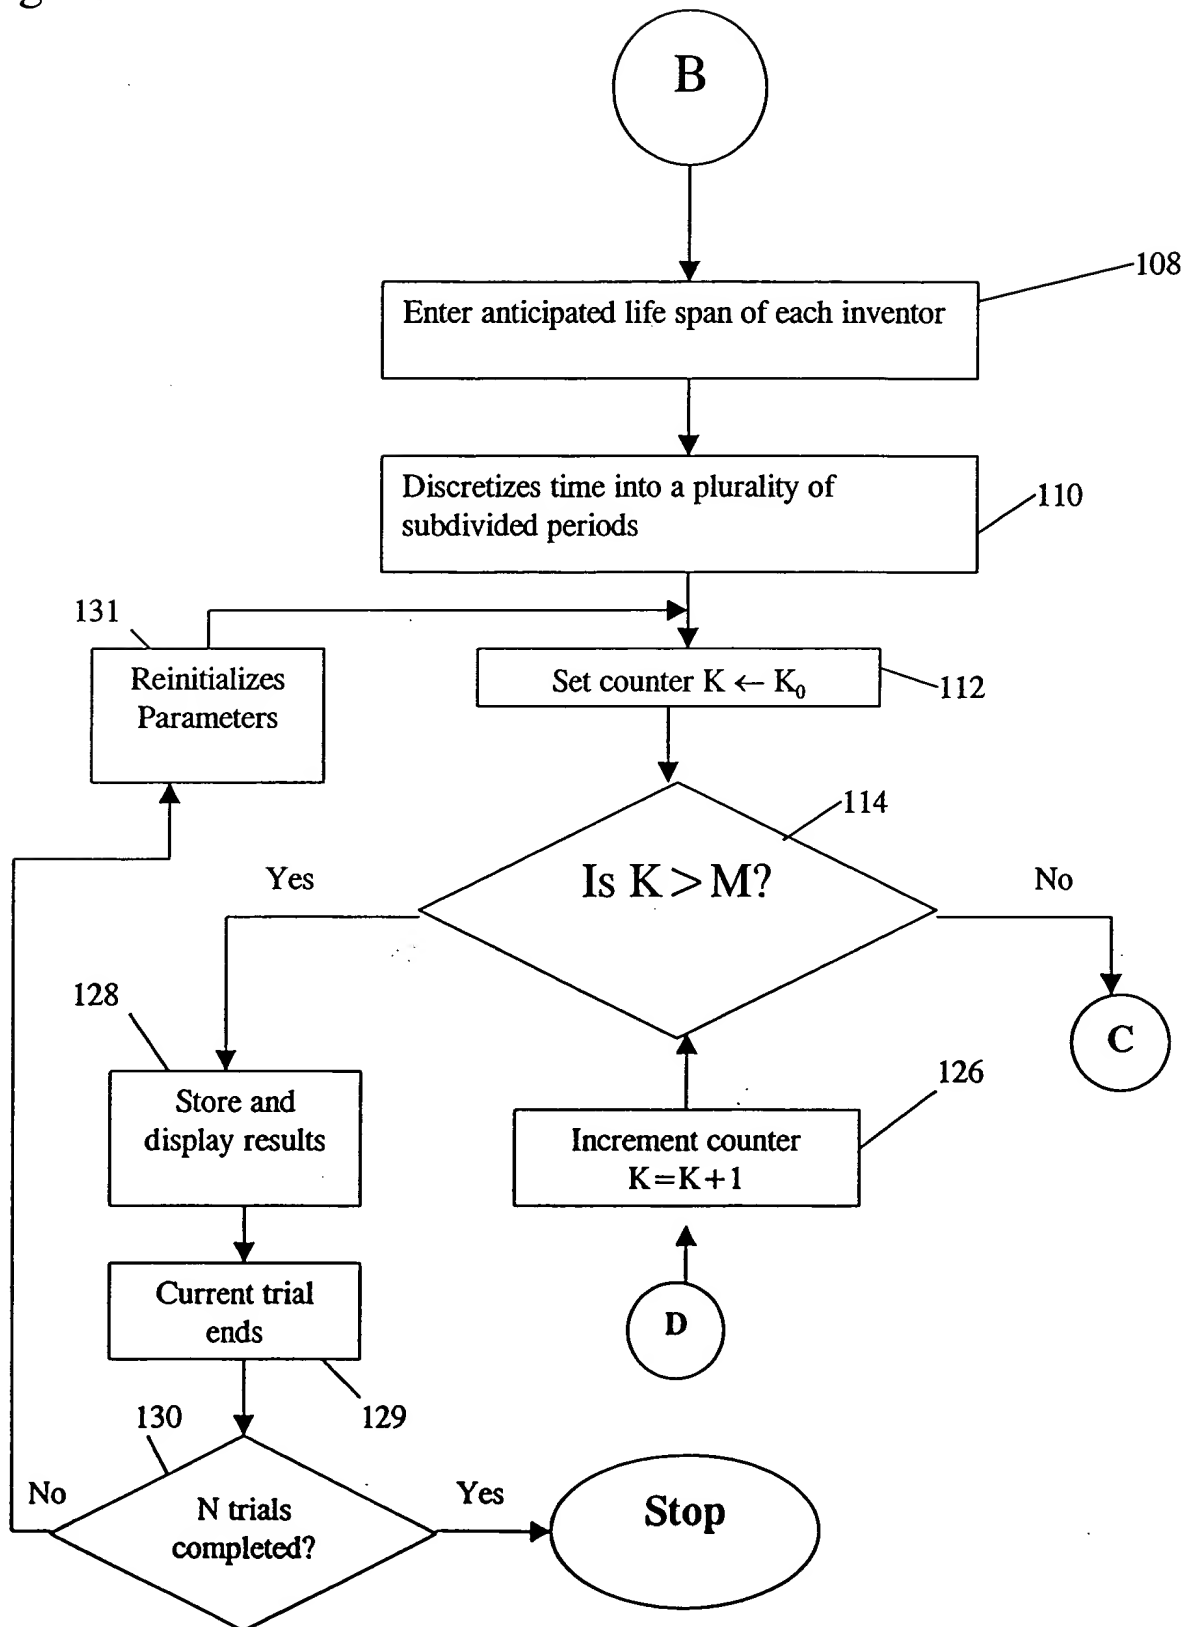 B
108
Enter anticipated life span of each inventor
110
Discretizes time into a plurality of
subdivided periods
131
Reinitializes
Parameters
Set counter K ← K₀
112
114
Is K > M?
Yes
No
C
128
Store and
display results
126
Increment counter
K=K+1
Current trial
ends
D
129
130
No
N trials
completed?
Yes
Stop